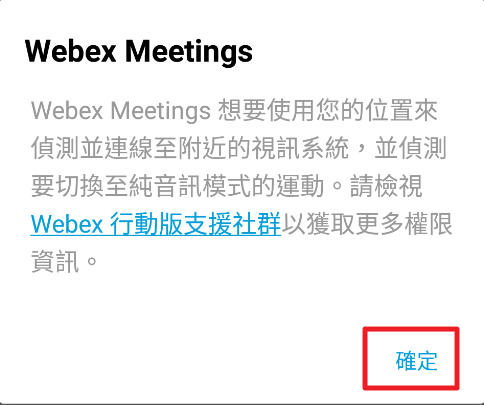 Webex Meetings
Webex Meetings 想要使用您的位置來
偵測並連線至附近的視訊系統，並偵測
要切換至純音訊模式的運動。請檢視
Webex 行動版支援社群以獲取更多權限
資訊。
確定